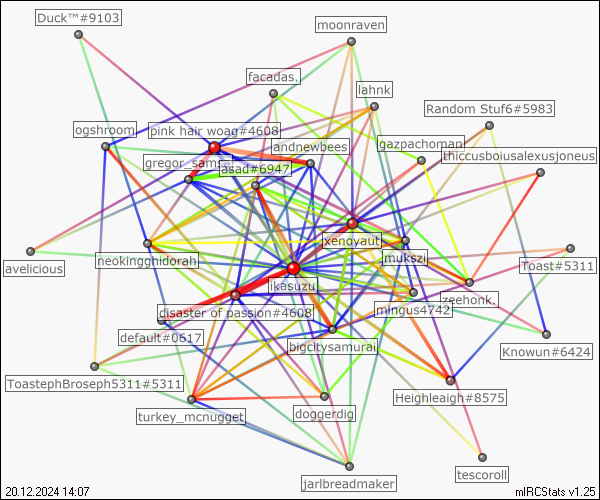 Duck™#9103
moonraven
facadas.
lahnk
Random Stuf6#5983
ogshroom
pink hair woag#4608
andnewbees
gazpachoman
thiccusboiusalexusjoneus
asad#6947
xenoyaut
mukszi
avelicious
neokingghidorah
Toast#5311
likasuzu
zeehonk.
mingus4742
disaster of passion#4608
default#0617
bigcitysamurai
Knowun#6424
ToastephBroseph5311#5311
Heighleaigh#8575
turkey_mcnugget
doggerdig
tescoroll
jarlbreadmaker
20.12.2024 14:07
mIRCStats v1.25